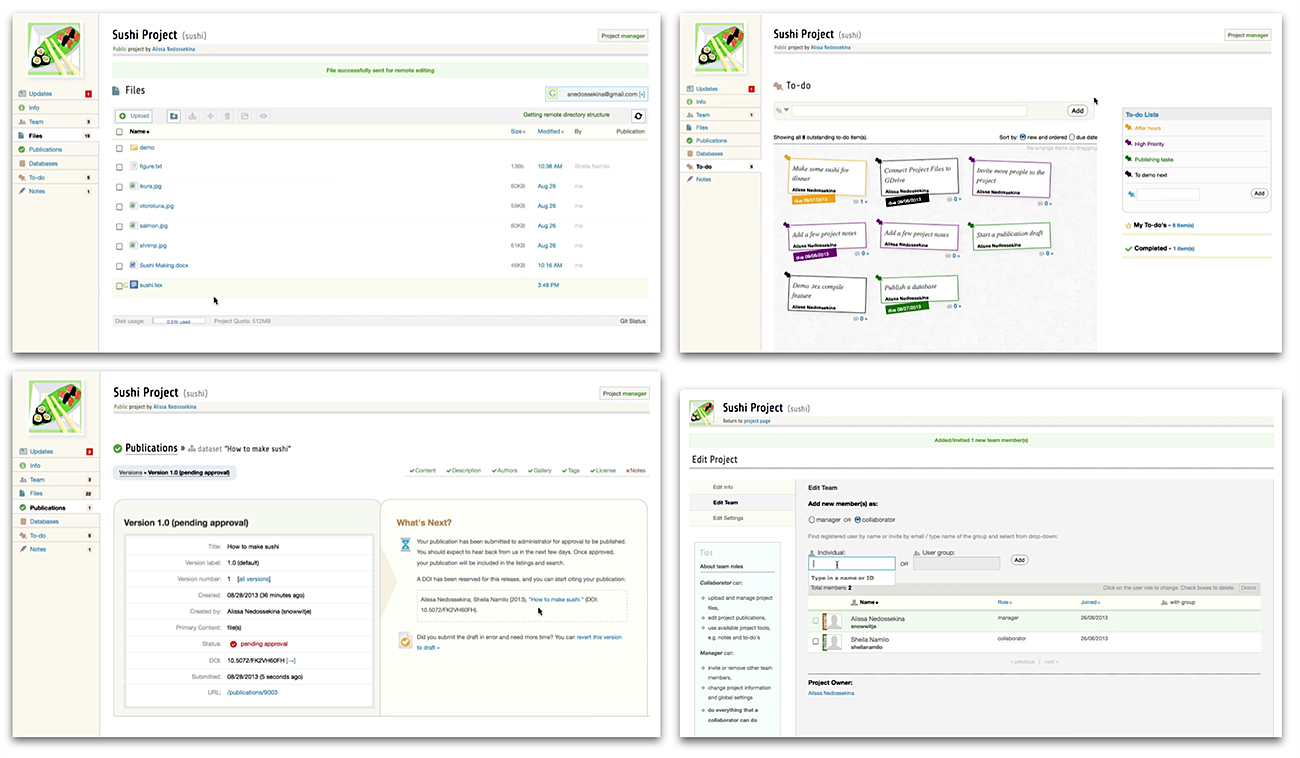 Sushi Project (sushi)
Project manager
Public project by Alissa Nedossekina
File successfully sent for remote editing
Files
anedossekina@gmail.com [×]
Updates 1
Info
Team 3
Files
Publications
Databases
To-do 5
Notes 1
Upload
Getting remote directory structure
Name
Size
Modified
By
Publication
demo
figure.txt 136b 10:38 AM Sheila Namilo
ikura.jpg 60KB Aug 26 me
otorotuna.jpg 50KB Aug 26 me
salmon.jpg 60KB Aug 26 me
shrimp.jpg 61KB Aug 26 me
Sushi Making.docx 46KB 10:16 AM me
sushi.tex 3:48 PM
Disk usage: 0.5% used Project Quota: 512MB
Git Status
Sushi Project (sushi)
Project manager
Public project by Alissa Nedossekina
To-do
Updates 1
Info
Team 1
Files
Publications
Databases
To-do 8
Notes
Add
Showing all 8 outstanding to-do item(s).
Sort by: new and ordered due date
re-arrange items by dragging
Make some sushi for dinner
Alissa Nedossekina
due 09/07/2013
1
Connect Project Files to GDrive
Alissa Nedossekina
due 09/06/2013
0
Invite more people to the project
Alissa Nedossekina
0
Add a few project notes
Alissa Nedossekina
0
Add a few project notes
Alissa Nedossekina
0
Start a publication draft
Alissa Nedossekina
0
Demo .tex compile feature
Alissa Nedossekina
0
Publish a database
Alissa Nedossekina
0
To-do Lists
After hours
High Priority
Publishing tasks
To demo next
Add
My To-do's - 0 item(s)
Completed - 1 item(s)
Sushi Project (sushi)
Project manager
Public project by Alissa Nedossekina
Publications » dataset "How to make sushi"
Updates 2
Info
Team 3
Files 22
Publications 1
Databases
To-do 5
Notes 1
Versions » Version 1.0 (pending approval)
Content Description Authors Gallery Tags License Notes
Version 1.0 (pending approval)
Title: How to make sushi
Version label: 1.0 (default)
Version number: 1 [all versions]
Created: 08/28/2013 (36 minutes ago)
Created by: Alissa Nedossekina (snowwitje)
Primary Content: file(s)
Status: pending approval
DOI: 10.5072/FK2VH60FH [→]
Submitted: 08/28/2013 (5 seconds ago)
URL: /publications/9003
What's Next?
Your publication has been submitted to administrator for approval to be published.
You should expect to hear back from us in the next few days. Once approved,
your publication will be included in the listings and search.
A DOI has been reserved for this release, and you can start citing your publication:
Alissa Nedossekina; Sheila Namilo (2013), "How to make sushi." (DOI:
10.5072/FK2VH60FH).
Did you submit the draft in error and need more time? You can revert this version
to draft »
Sushi Project (sushi)
Return to project page
Added/invited 1 new team member(s)
Edit Project
Edit Info
Edit Team
Edit Settings
Tips
About team roles
Collaborator can:
upload and manage project
files,
edit project publications,
use available project tools,
e.g. notes and to-do's
Manager can:
invite or remove other team
members,
change project information
and global settings
do everything that a
collaborator can do
Edit Team
Add new member(s) as:
manager OR collaborator
Find registered user by name or invite by email / type name of the group and select from drop-down:
Individual:
User group:
OR
Add
Type in a name or ID
Total members: 2
Click on the user role to change. Check boxes to delete.
Delete
Name
Role
Joined
with group
Alissa Nedossekina manager 26/08/2013
snowwitje
Sheila Namilo collaborator 26/08/2013
sheilanamilo
« previous | next »
Project Owner:
Alissa Nedossekina